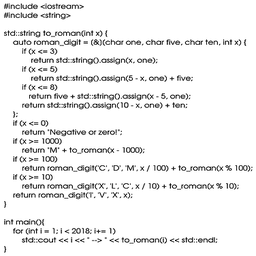 #include <iostream>
#include <string>
std::string to_roman(int x) {
auto roman_digit = (&](char one, char five, char ten, int x) {
if (x <= 3)
return std::string().assign(x, one);
if (x <= 5)
return std::string().assign(5 - x, one) + five;
if (x <= 8)
return five + std::string().assign(x - 5, one);
return std::string().assign(10 - x, one) + ten;
};
if (x <= 0)
return "Negative or zero!";
if (x >= 1000)
return "M" + to_roman(x - 1000);
if (x >= 100)
return roman_digit('C', 'D', 'M', x / 100) + to_roman(x % 100);
if (x >= 10)
return roman_digit('X', 'L', 'C', x / 10) + to_roman(x % 10);
return roman_digit('I', 'V', 'X', x);
}
int main(){
for (int i = 1; i < 2018; i+= 1)
std::cout << i << " --> " << to_roman(i) << std::endl;
}